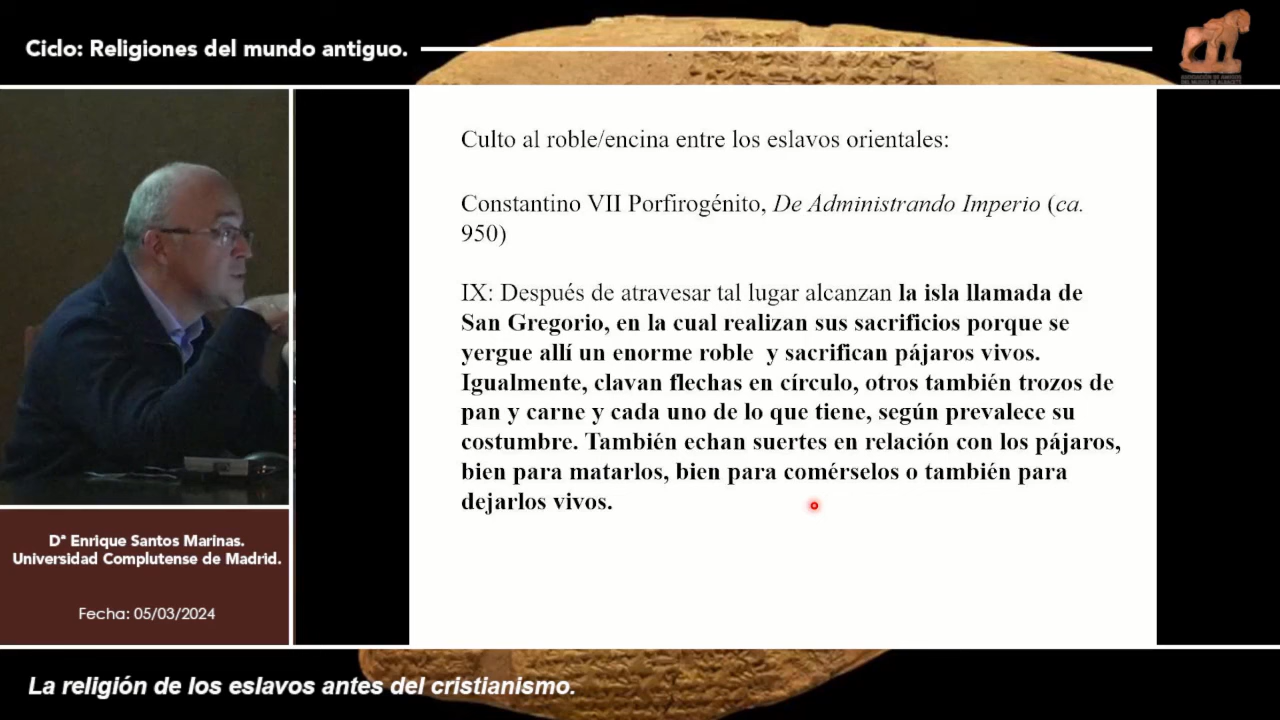 Ciclo: Religiones del mundo antiguo.
Culto al roble/encina entre los eslavos orientales:
Constantino VII Porfirogénito, De Administrando Imperio (ca.
950)
IX: Después de atravesar tal lugar alcanzan la isla llamada de
San Gregorio, en la cual realizan sus sacrificios porque se
yergue allí un enorme roble y sacrifican pájaros vivos.
Igualmente, clavan flechas en círculo, otros también trozos de
pan y carne y cada uno de lo que tiene, según prevalece su
costumbre. También echan suertes en relación con los pájaros,
bien para matarlos, bien para comérselos o también para
dejarlos vivos.
Dª Enrique Santos Marinas.
Universidad Complutense de Madrid.
Fecha: 05/03/2024
La religión de los eslavos antes del cristianismo.